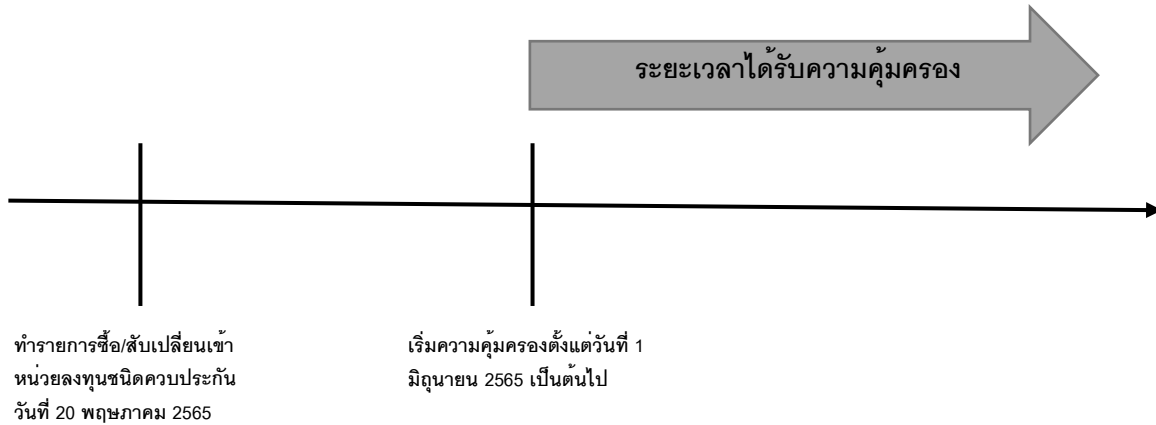 ระยะเวลาได้รับความคุ้มครอง
ทำรายการซื้อ/สับเปลี่ยนเข้า
หน่วยลงทุนชนิดควบประกัน
วันที่ 20 พฤษภาคม 2565
เริ่มความคุ้มครองตั้งแต่วันที่ 1
มิถุนายน 2565 เป็นต้นไป